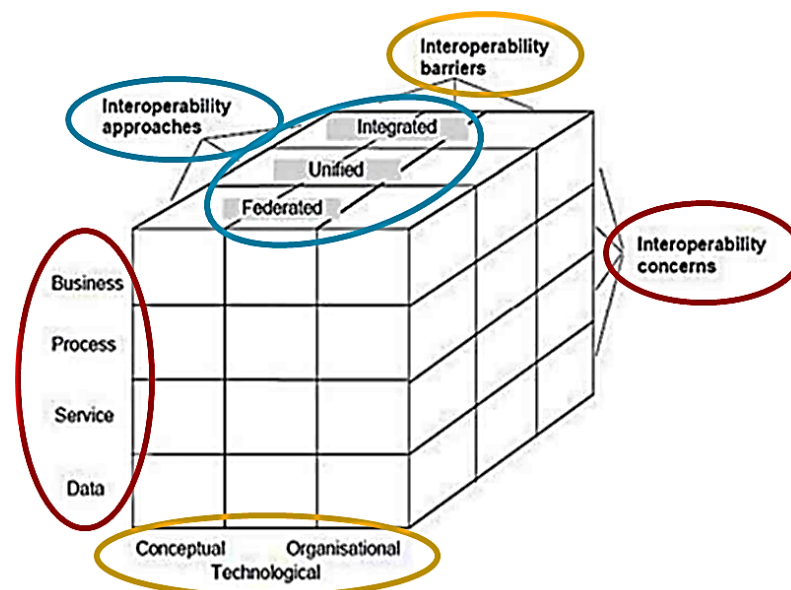 Interoperability
barriers
Interoperability
approaches
Integrated
Unified
Federated
Interoperability
concerns
Business
Process
Service
Data
Conceptual
Organisational
Technological